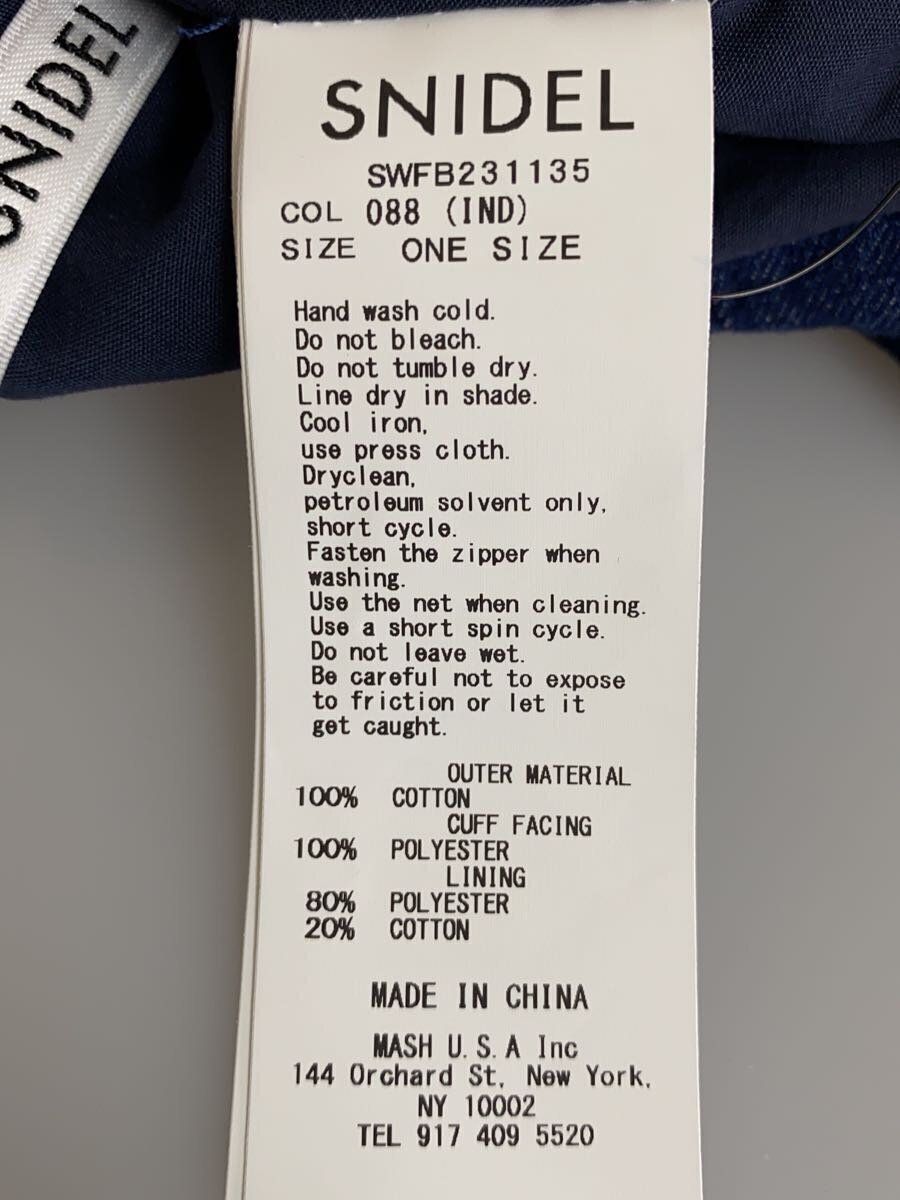 SNIDEL
SNIDEL
SWFB231135
COL 088 (IND)
SIZE ONE SIZE
Hand wash cold.
Do not bleach.
Do not tumble dry.
Line dry in shade.
Cool iron,
use press cloth.
Dryclean,
petroleum solvent only,
short cycle.
Fasten the zipper when
washing.
Use the net when cleaning.
Use a short spin cycle.
Do not leave wet.
Be careful not to expose
to friction or let it
get caught.
OUTER MATERIAL
100% COTTON
CUFF FACING
100% POLYESTER
LINING
80% POLYESTER
20% COTTON
MADE IN CHINA
MASH U.S.A Inc
144 Orchard St, New York,
NY 10002
TEL 917 409 5520